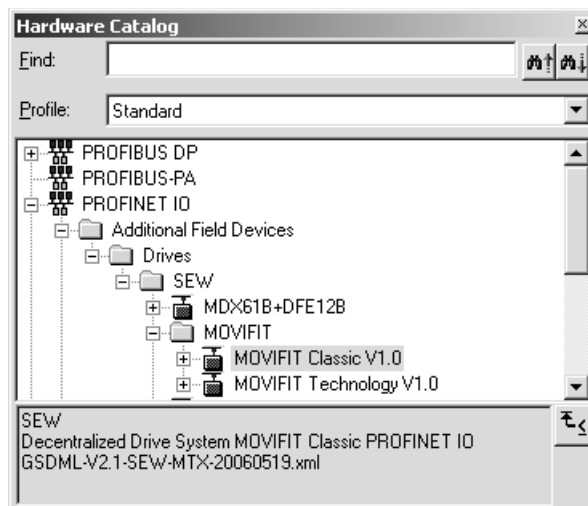 Hardware Catalog
Find:
Profile: Standard
PROFIBUS DP
PROFIBUS-PA
PROFINET IO
Additional Field Devices
Drives
SEW
MDX61B+DFE12B
MOVIFIT
MOVIFIT Classic V1.0
MOVIFIT Technology V1.0
SEW
Decentralized Drive System MOVIFIT Classic PROFINET IO
GSDML-V2.1-SEW-MTX-20060519.xml